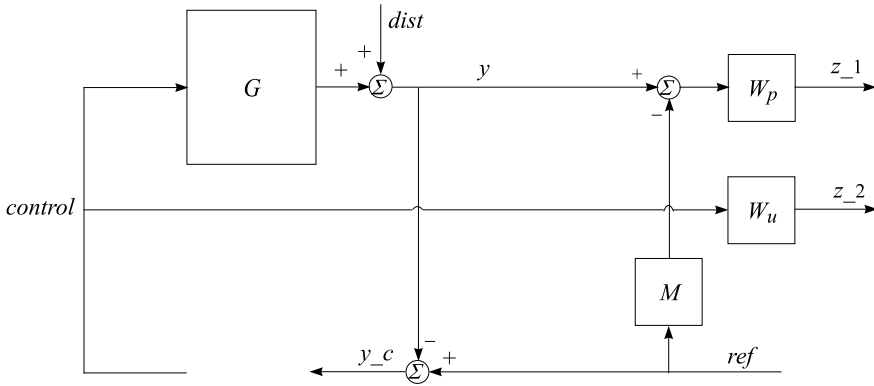 dist
+
+
G
Σ
y
+
Σ
−
W_p
z_1
control
W_u
z_2
M
−
y_c
Σ
+
ref